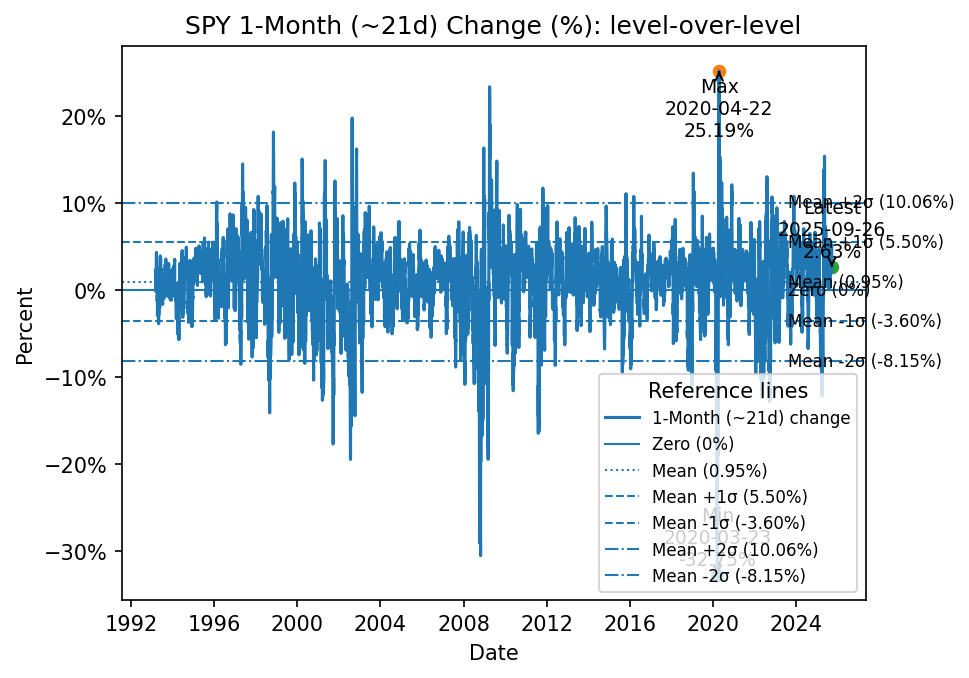 SPY 1-Month (~21d) Change (%): level-over-level
Percent
20%
10%
0%
−10%
−20%
−30%
Max
2020-04-22
25.19%
Mean +2σ (10.06%)
Latest
2025-09-26
Mean +1σ (5.50%)
2.63%
Mean (0.95%)
Zero (0%)
Mean -1σ (-3.60%)
Mean -2σ (-8.15%)
Reference lines
1-Month (~21d) change
Zero (0%)
Mean (0.95%)
Mean +1σ (5.50%)
Mean -1σ (-3.60%)
Mean +2σ (10.06%)
Mean -2σ (-8.15%)
Min
2020-03-23
1992
1996
2000
2004
2008
2012
2016
2020
2024
Date